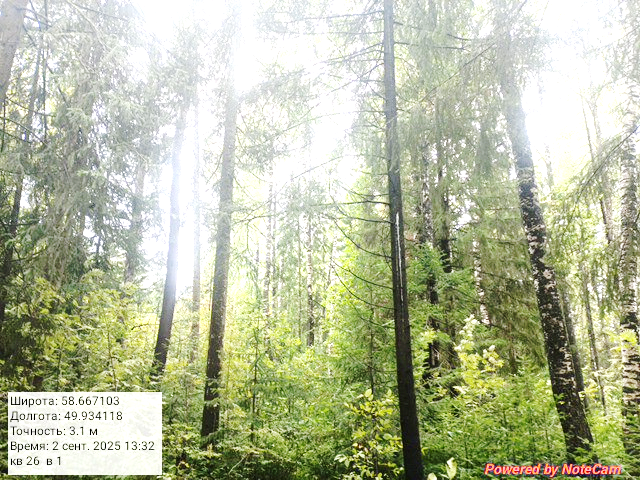 Широта: 58.667103
Долгота: 49.934118
Точность: 3.1 м
Время: 2 сент. 2025 13:32
кв 26 в 1
Powered by NoteCam